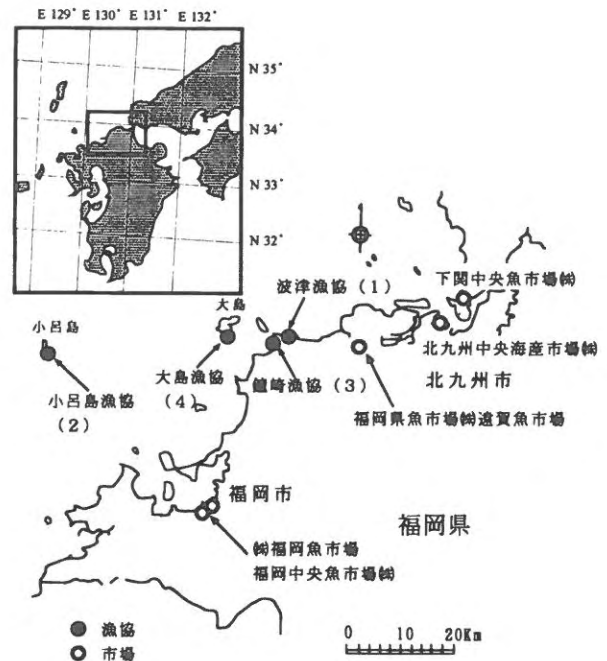 E 129° E 130° E 131° E 132°
N 35°
N 34°
N 33°
N 32°
下関中央魚市場㈱
波津漁協 (1)
大島
小呂島
北九州中央海産市場㈱
大島漁協
(4)
鐘崎漁協
(3)
北九州市
小呂島漁協
(2)
福岡県魚市場㈱遠賀魚市場
福岡市
福岡県
㈱福岡魚市場
福岡中央魚市場㈱
漁協
市場
0 10 20Km